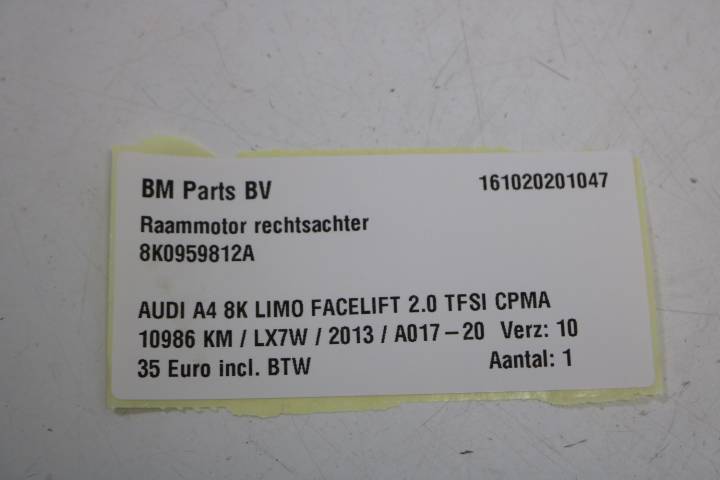 BM Parts BV 161020201047
Raammotor rechtsachter
8K0959812A
AUDI A4 8K LIMO FACELIFT 2.0 TFSI CPMA
10986 KM / LX7W / 2013 / A017-20 Verz: 10
35 Euro incl. BTW Aantal: 1